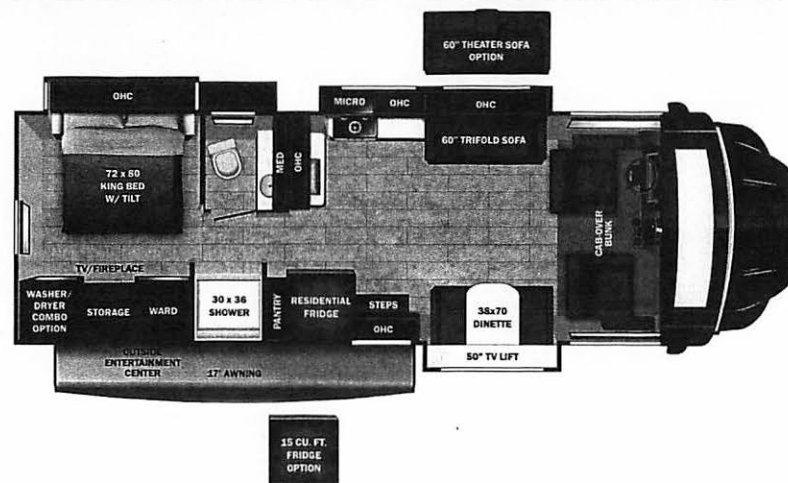 60" THEATER SOFA
OPTION
OHC
MICRO
OHC
OHC
60" TRIFOLD SOFA
MED
OHC
72 x 80
KING BED
W/ TILT
CAB-OVER
BUNK
TV/FIREPLACE
WASHER/
DRYER
COMBO
OPTION
STORAGE
WARD
30 x 36
SHOWER
PANTRY
RESIDENTIAL
FRIDGE
STEPS
OHC
38x70
DINETTE
50" TV LIFT
OUTSIDE
ENTERTAINMENT
CENTER
17' AWNING
15 CU. FT.
FRIDGE
OPTION